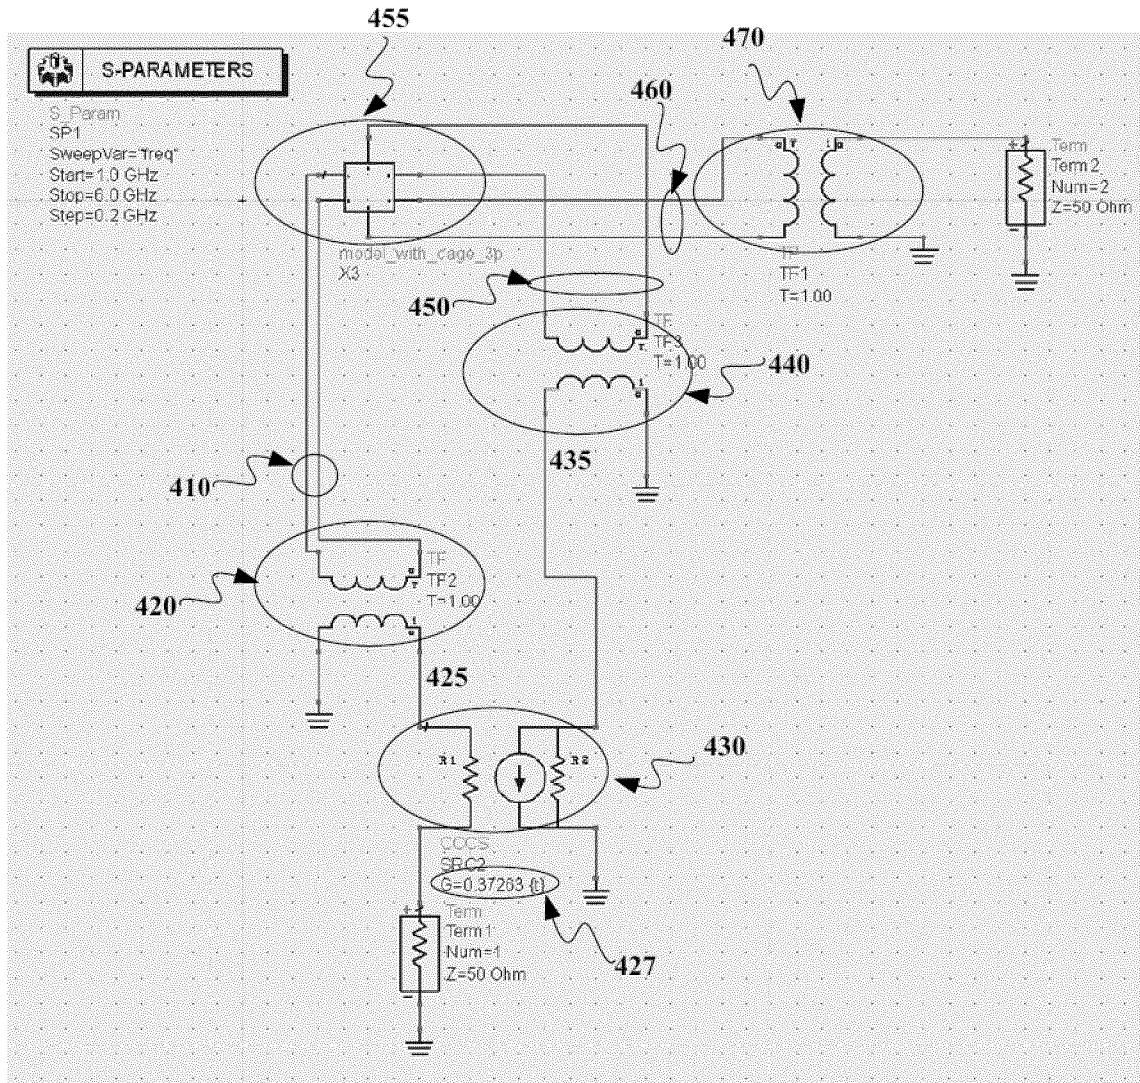 455
470
S-PARAMETERS
460
S_Param
SP1
SweepVar="freq"
Start=1.0 GHz
Stop=6.0 GHz
Step=0.2 GHz
Term
Term2
Num=2
Z=50 Ohm
model_with_cage_3p
X3
TF
TF1
T=1.00
450
TF
TF3
T=1.00
440
435
410
TF
TF2
T=1.00
420
425
R1
R2
430
CCCS
SRC2
G=0.37263 {t}
Term
Term1
Num=1
Z=50 Ohm
427